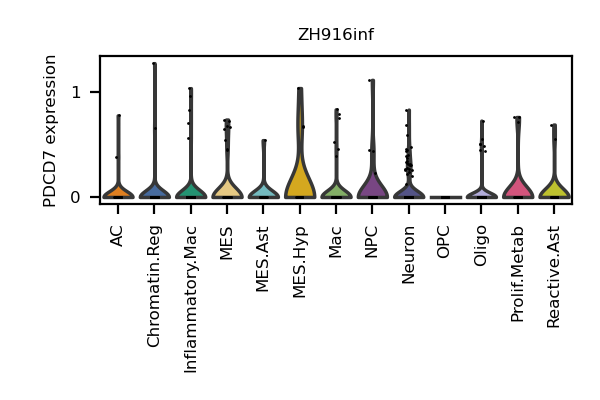 ZH916inf
PDCD7 expression
1
0
AC
Chromatin.Reg
Inflammatory.Mac
MES
MES.Ast
MES.Hyp
Mac
NPC
Neuron
OPC
Oligo
Prolif.Metab
Reactive.Ast